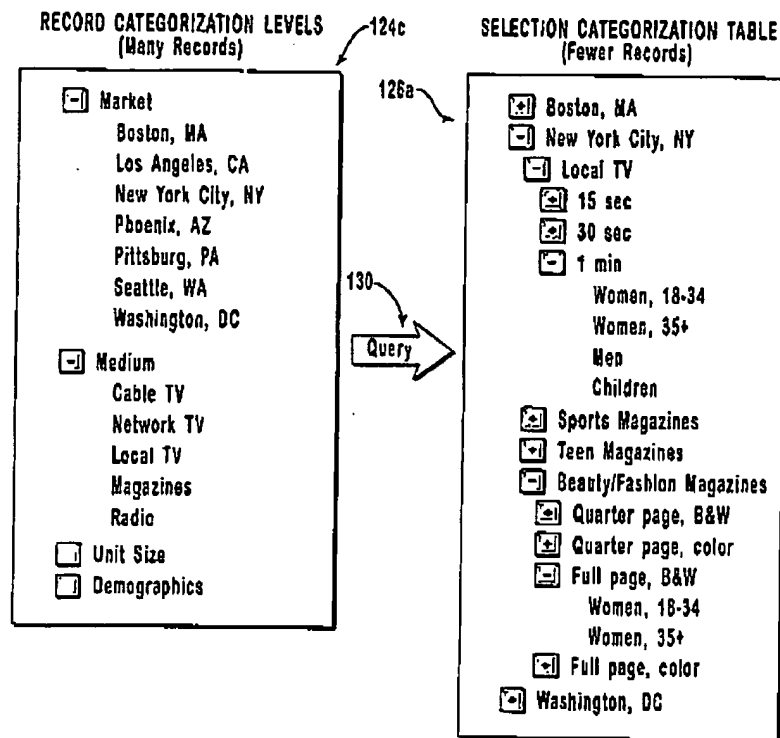 RECORD CATEGORIZATION LEVELS
(Many Records)
124c
Market
Boston, MA
Los Angeles, CA
New York City, NY
Phoenix, AZ
Pittsburg, PA
Seattle, WA
Washington, DC
Medium
Cable TV
Network TV
Local TV
Magazines
Radio
Unit Size
Demographics
130
Query
SELECTION CATEGORIZATION TABLE
(Fewer Records)
126a
Boston, MA
New York City, NY
Local TV
15 sec
30 sec
1 min
Women, 18-34
Women, 35+
Men
Children
Sports Magazines
Teen Magazines
Beauty/Fashion Magazines
Quarter page, B&W
Quarter page, color
Full page, B&W
Women, 18-34
Women, 35+
Full page, color
Washington, DC